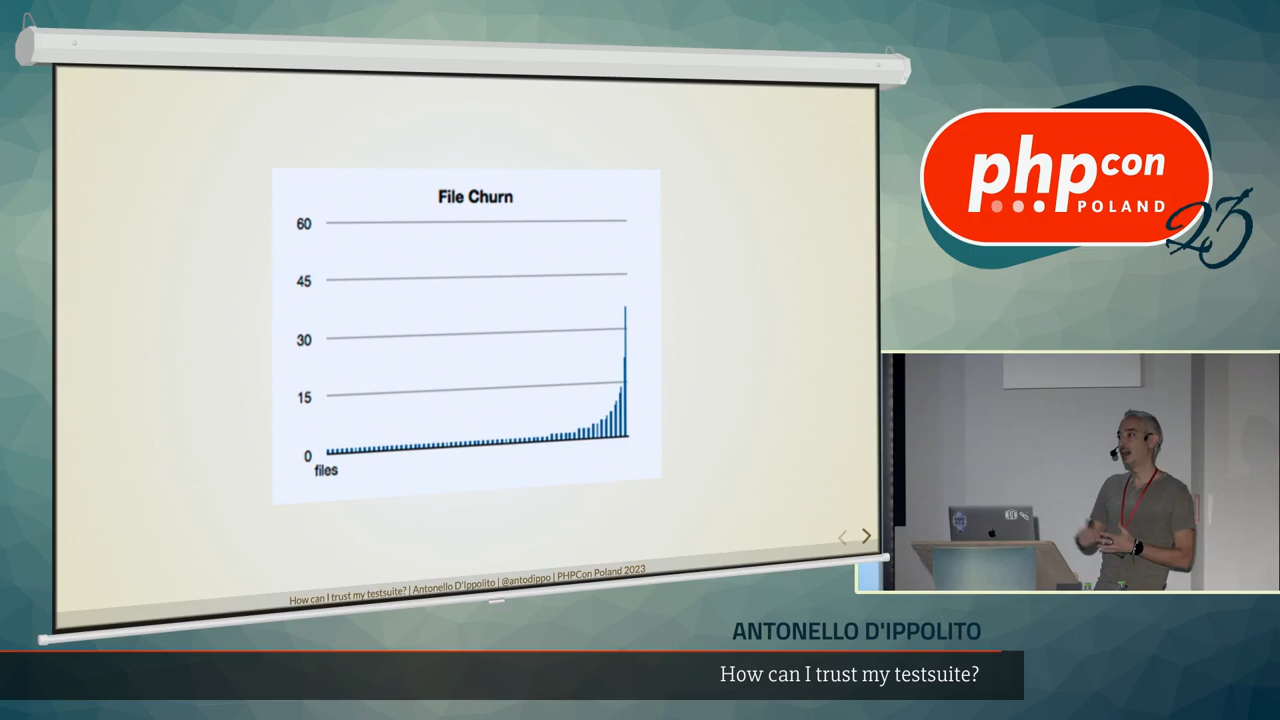 File Churn
60
45
30
15
0
files
How can I trust my testsuite? | Antonello D'Ippolito | @antodippo | PHPCon Poland 2023
phpcon
POLAND
23
ANTONELLO D'IPPOLITO
How can I trust my testsuite?